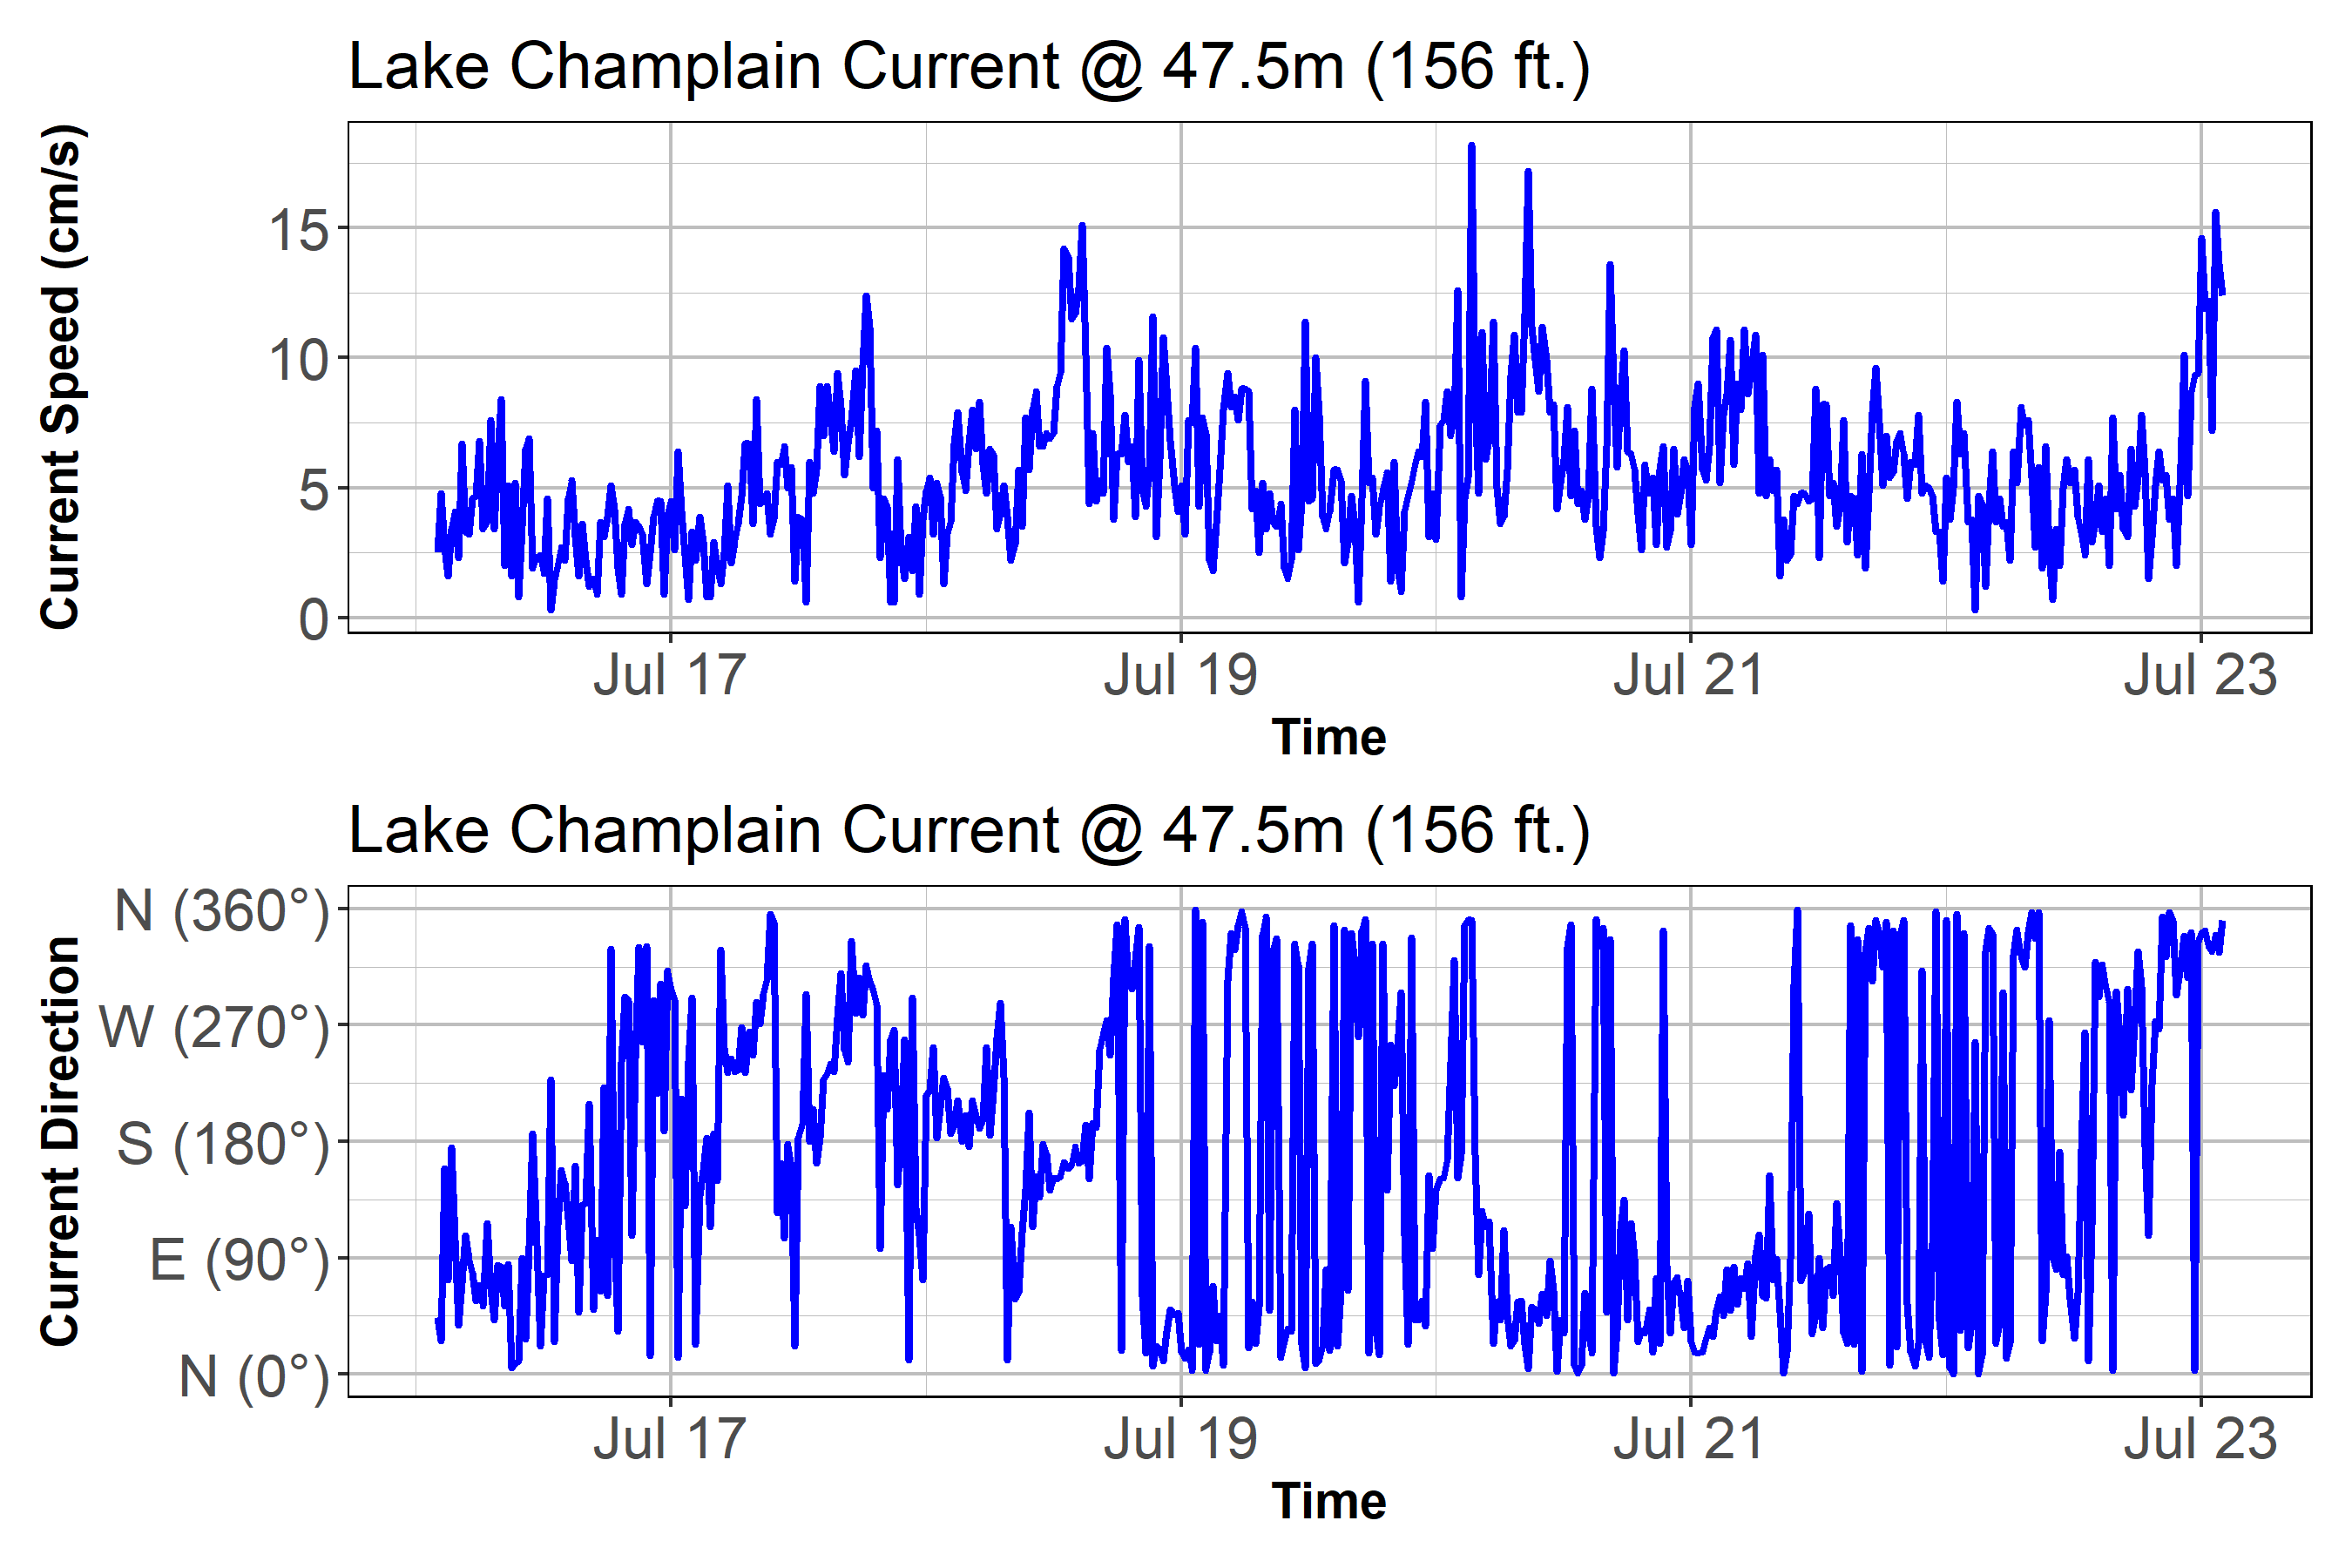 Lake Champlain Current @ 47.5m (156 ft.)
Current Speed (cm/s)
15
10
5
0
Jul 17 Jul 19 Jul 21 Jul 23
Time
Lake Champlain Current @ 47.5m (156 ft.)
Current Direction
N (360°)
W (270°)
S (180°)
E (90°)
N (0°)
Jul 17 Jul 19 Jul 21 Jul 23
Time